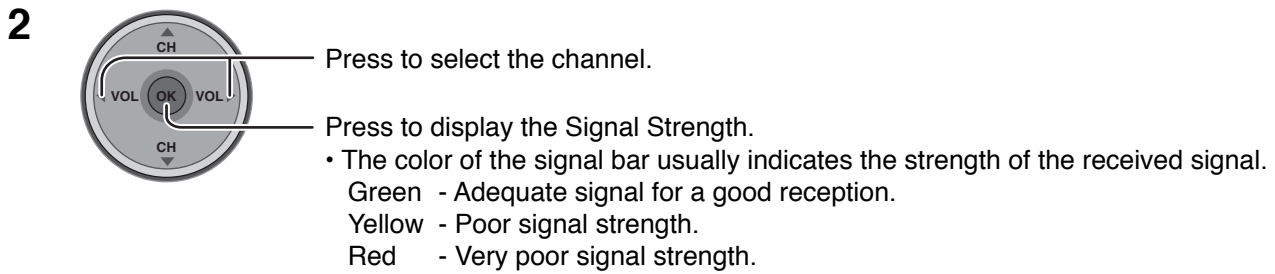 2
CH
Press to select the channel.
VOL OK VOL
Press to display the Signal Strength.
CH
• The color of the signal bar usually indicates the strength of the received signal.
Green - Adequate signal for a good reception.
Yellow - Poor signal strength.
Red - Very poor signal strength.